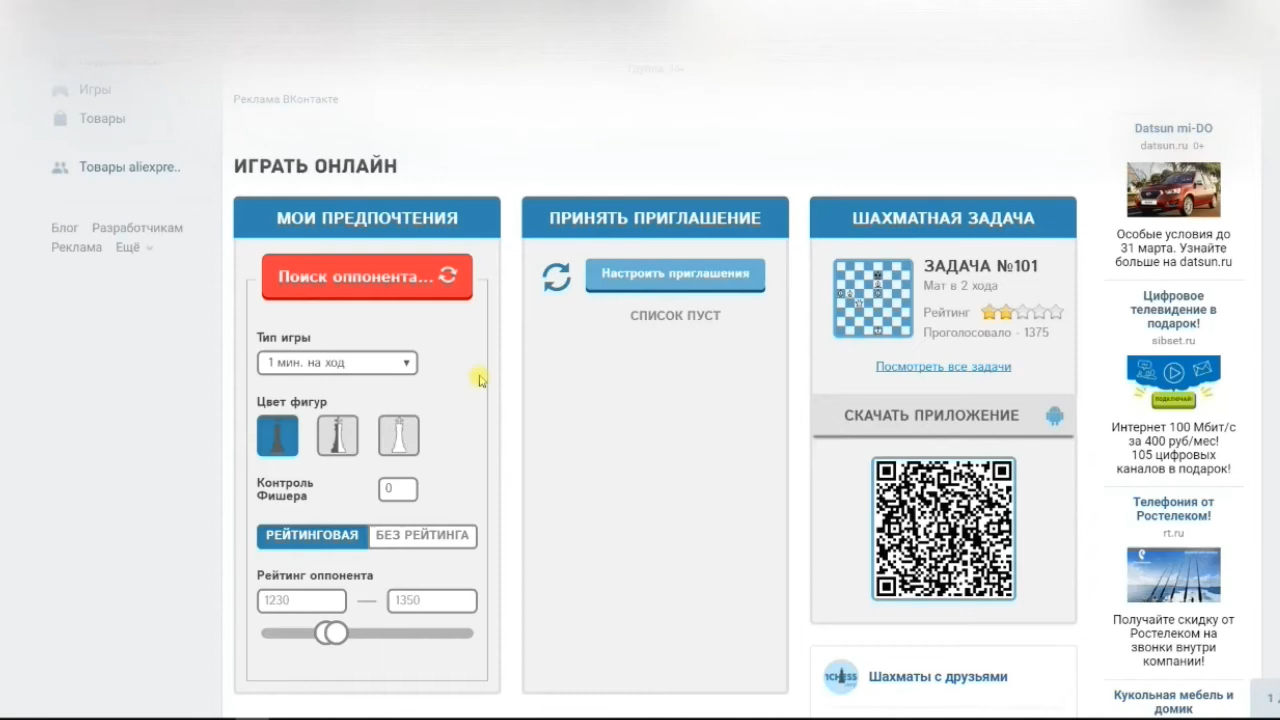 Игры
Товары
Товары aliexpre..
Блог Разработчикам
Реклама Ещё
Реклама ВКонтакте
ИГРАТЬ ОНЛАЙН
МОИ ПРЕДПОЧТЕНИЯ
Поиск оппонента...
Тип игры
1 мин. на ход
Цвет фигур
Контроль
Фишера
0
РЕЙТИНГОВАЯ БЕЗ РЕЙТИНГА
Рейтинг оппонента
1230 — 1350
ПРИНЯТЬ ПРИГЛАШЕНИЕ
Настроить приглашения
СПИСОК ПУСТ
ШАХМАТНАЯ ЗАДАЧА
ЗАДАЧА №101
Мат в 2 хода
Рейтинг
Проголосовало - 1375
Посмотреть все задачи
СКАЧАТЬ ПРИЛОЖЕНИЕ
1CHESS
Шахматы с друзьями
Datsun mi-DO
datsun.ru 0+
Особые условия до
31 марта. Узнайте
больше на datsun.ru
Цифровое
телевидение в
подарок!
sibset.ru
ПОДКЛЮЧАЙ!
Интернет 100 Мбит/с
за 400 руб/мес!
105 цифровых
каналов в подарок!
Телефония от
Ростелеком!
rt.ru
Получайте скидку от
Ростелеком на
звонки внутри
компании!
Кукольная мебель и
домик
1